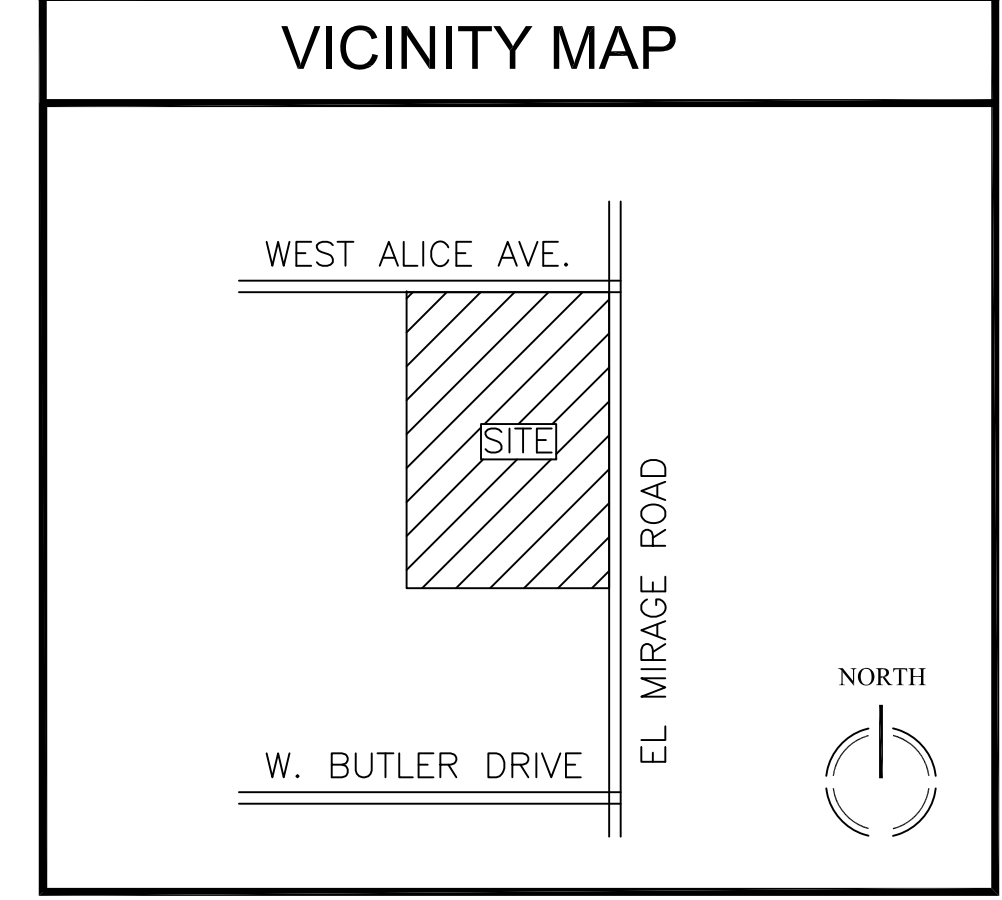 VICINITY MAP
WEST ALICE AVE.
SITE
EL MIRAGE ROAD
NORTH
W. BUTLER DRIVE